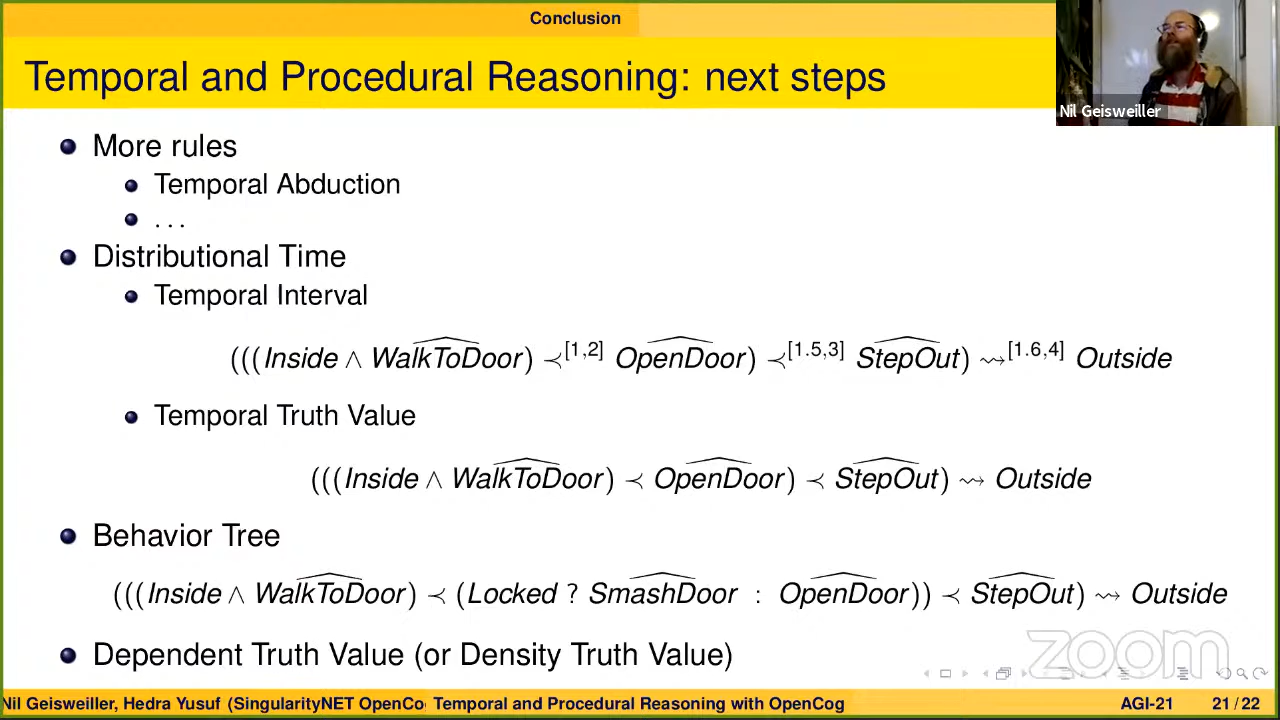 Conclusion
Temporal and Procedural Reasoning: next steps
Nil Geisweiller
More rules
Temporal Abduction
. . .
Distributional Time
Temporal Interval
(((Inside ∧ WalkToDoor) ≺[1,2] OpenDoor) ≺[1.5,3] StepOut) ⇝[1.6,4] Outside
Temporal Truth Value
(((Inside ∧ WalkToDoor) ≺ OpenDoor) ≺ StepOut) ⇝ Outside
Behavior Tree
(((Inside ∧ WalkToDoor) ≺ (Locked ? SmashDoor : OpenDoor)) ≺ StepOut) ⇝ Outside
Dependent Truth Value (or Density Truth Value)
zoom
Nil Geisweiller, Hedra Yusuf (SingularityNET OpenCo Temporal and Procedural Reasoning with OpenCog AGI-21 21 / 22